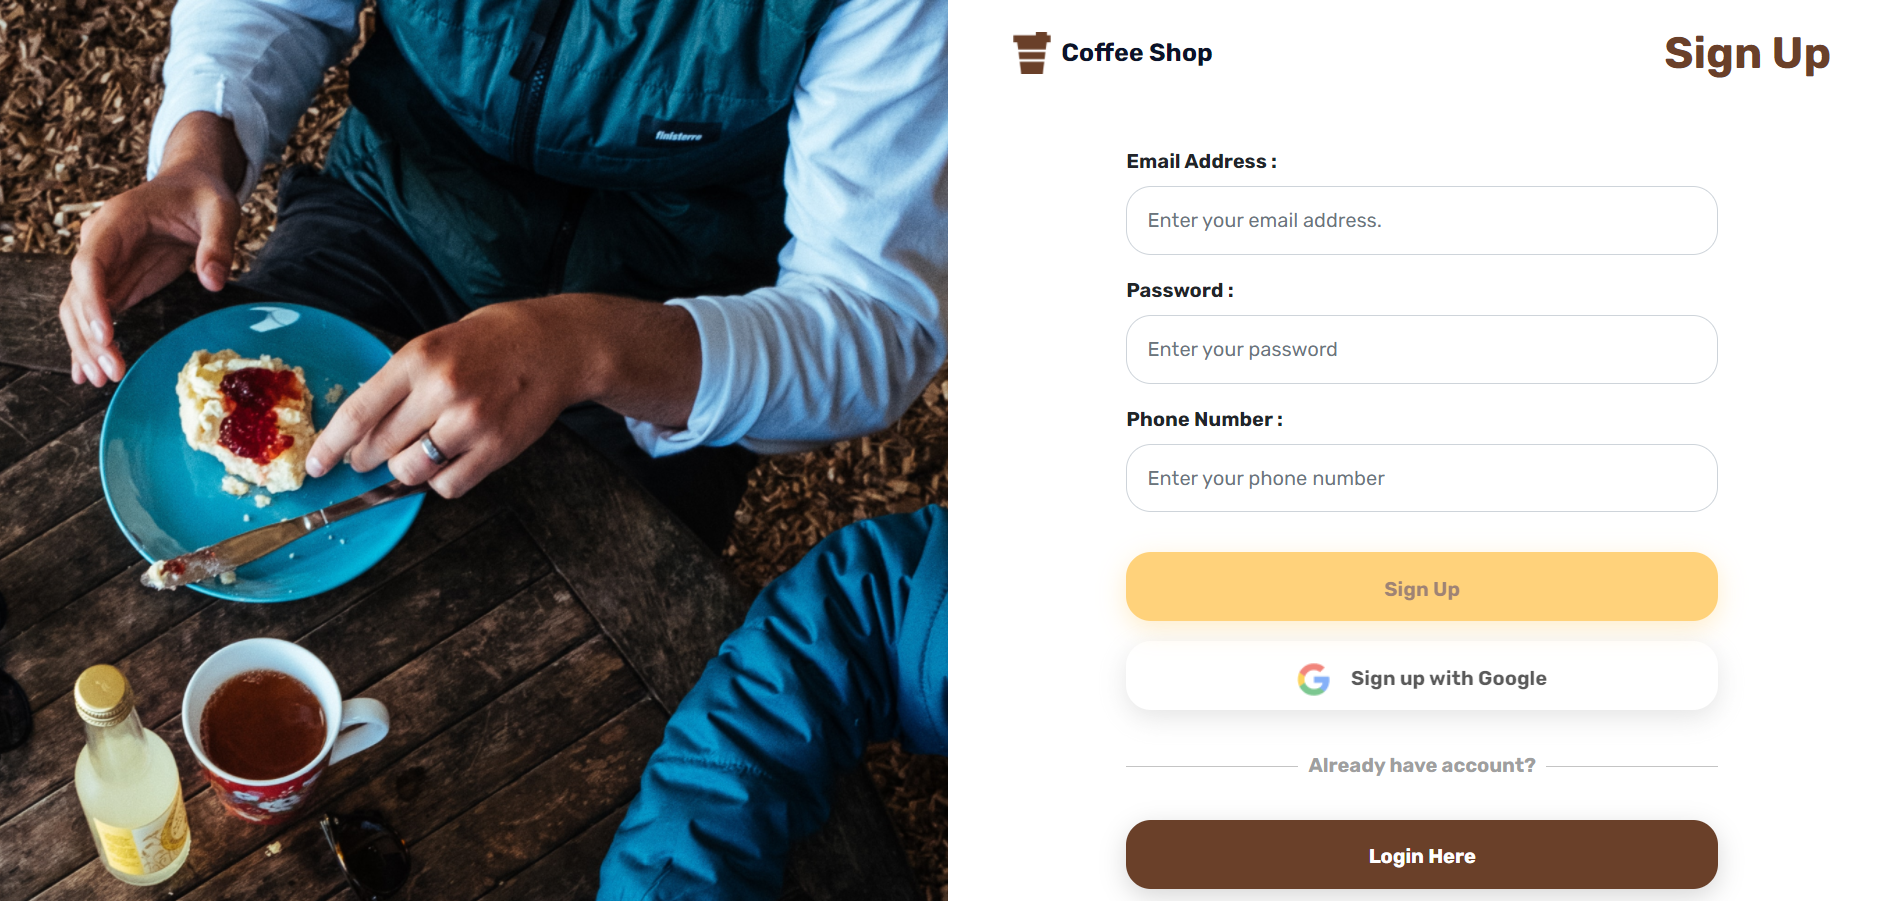 finisterre
Coffee Shop
Sign Up
Email Address :
Enter your email address.
Password :
Enter your password
Phone Number :
Enter your phone number
Sign Up
Sign up with Google
Already have account?
Login Here